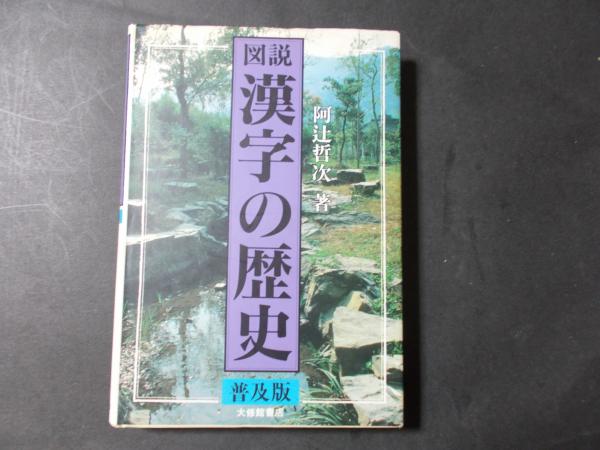 図説
漢字の歴史
阿辻哲次 著
普及版
大修館書店